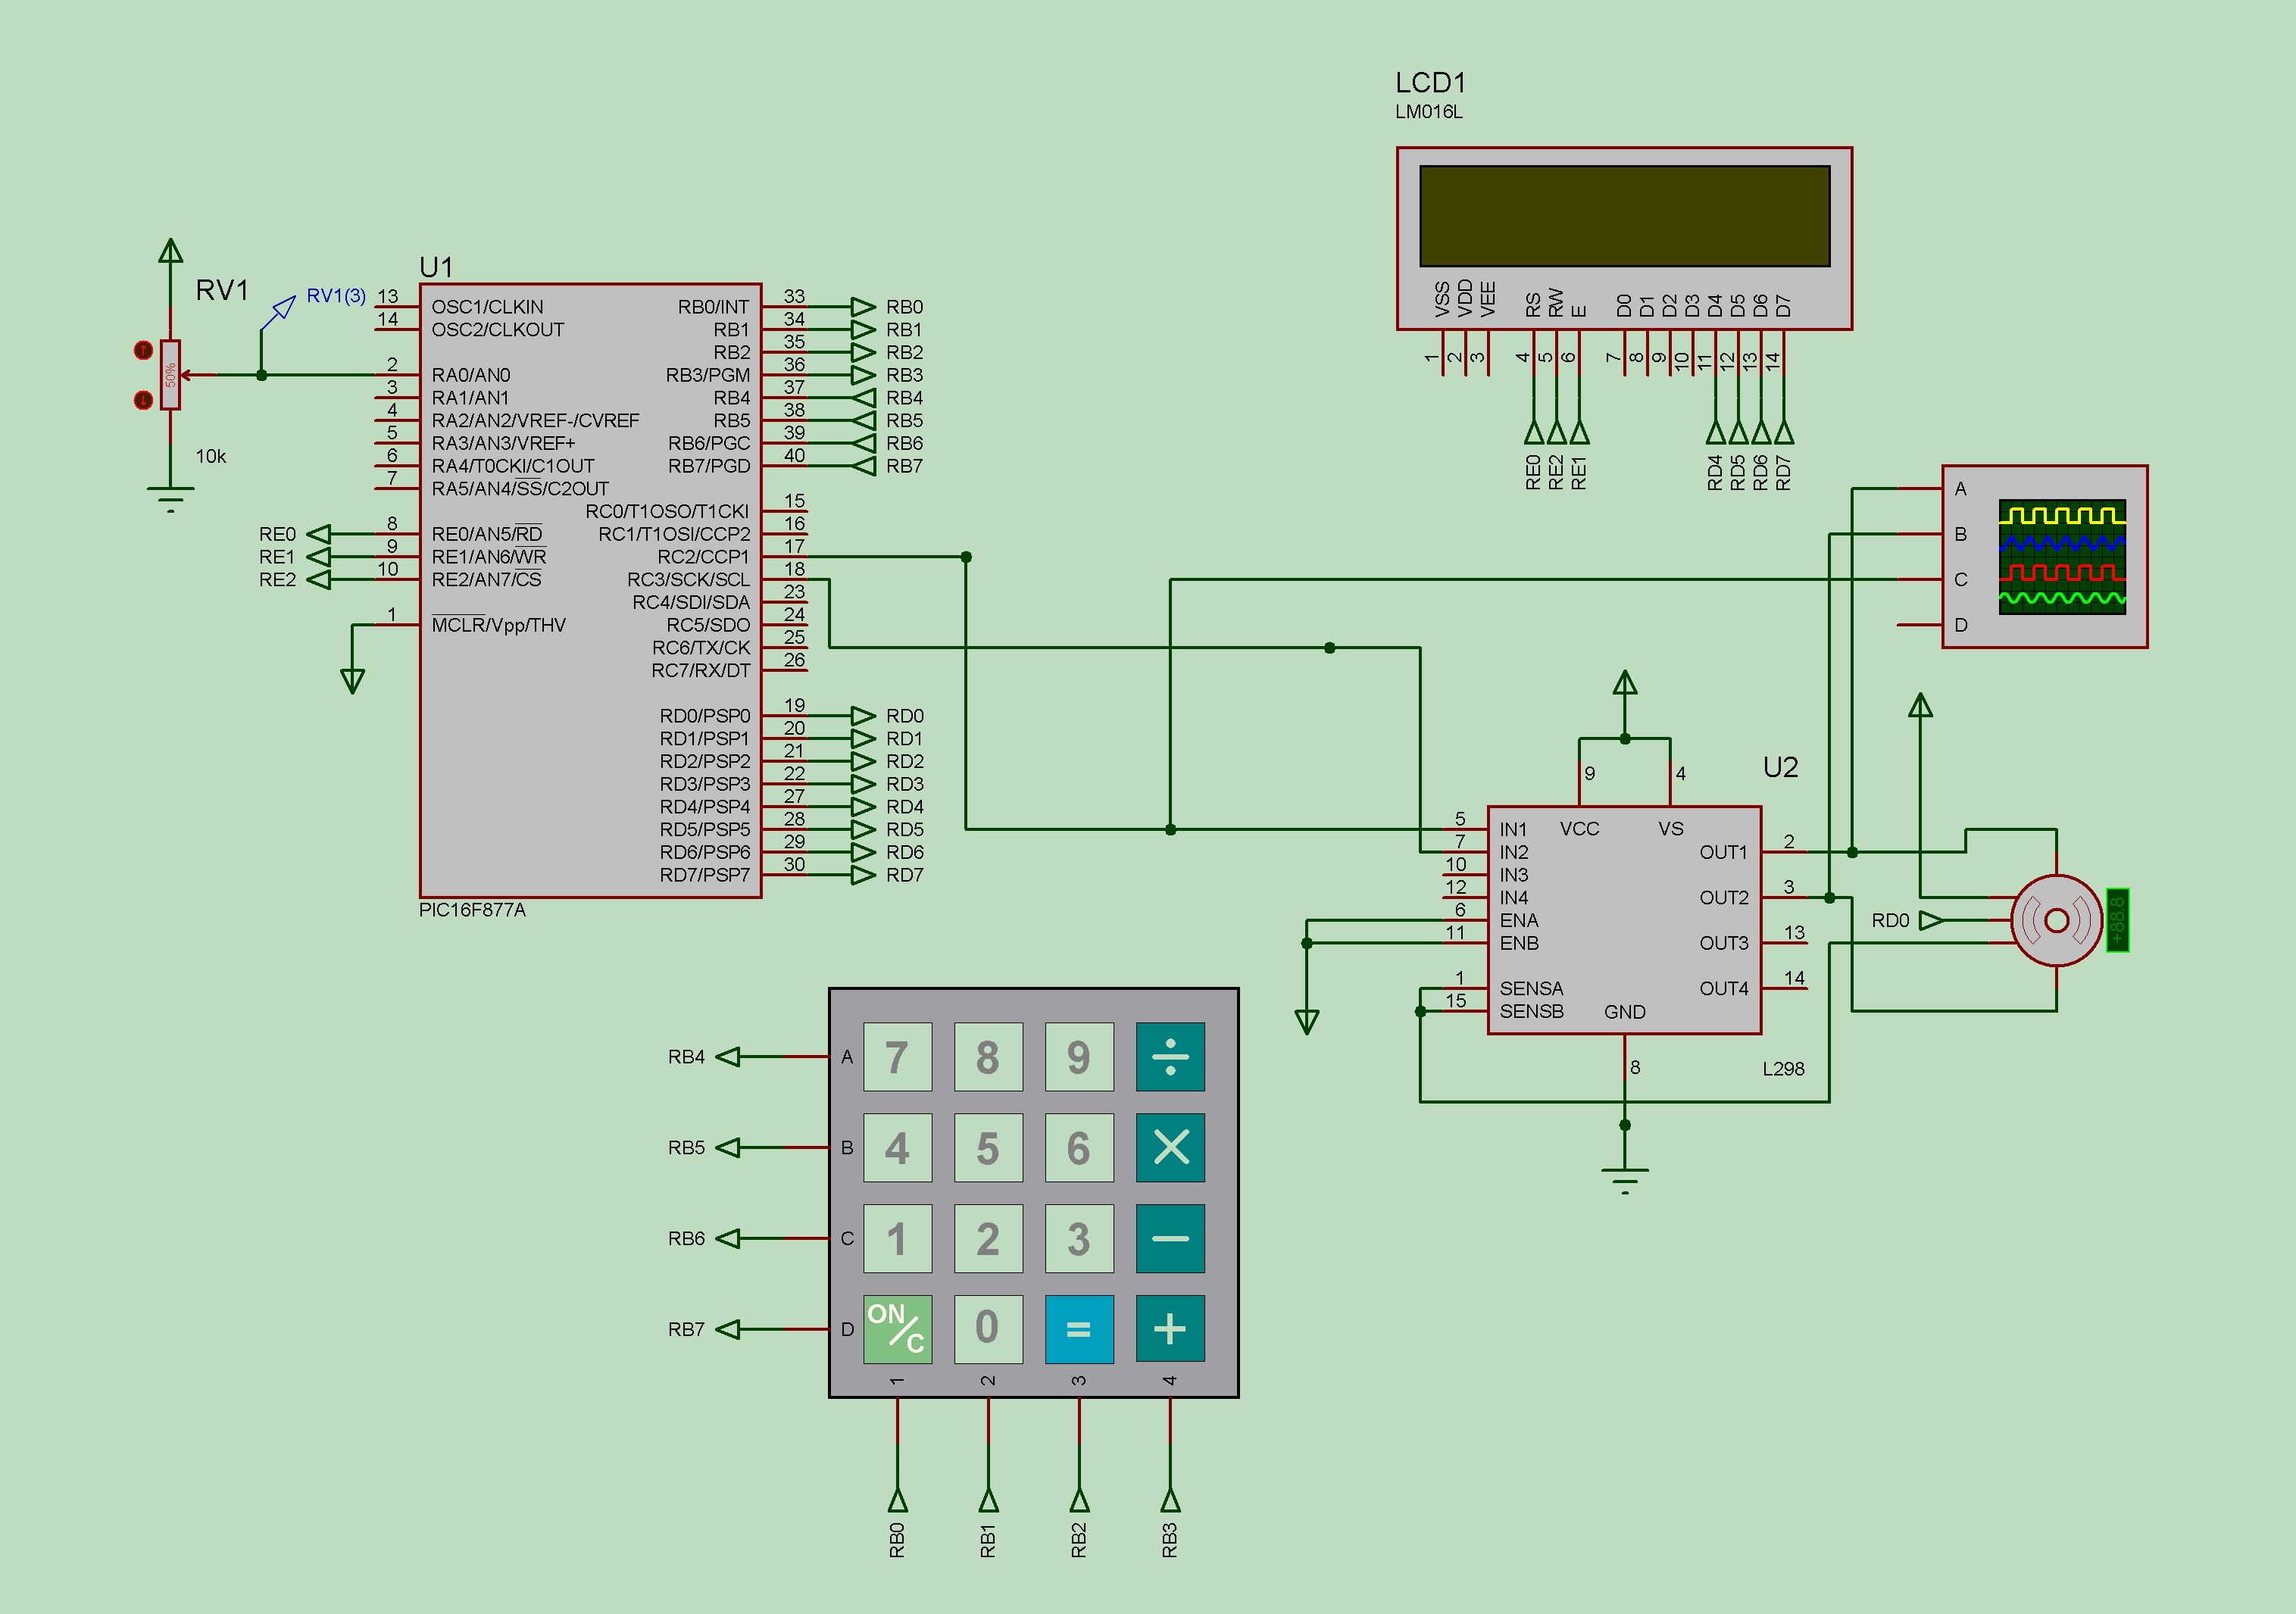 LCD1
LM016L
VSS
VDD
VEE
RS
RW
E
D0
D1
D2
D3
D4
D5
D6
D7
1
2
3
4
5
6
7
8
9
10
11
12
13
14
RE0
RE2
RE1
RD4
RD5
RD6
RD7
RV1
50%
10k
RV1(3)
U1
13 OSC1/CLKIN
14 OSC2/CLKOUT
2 RA0/AN0
3 RA1/AN1
4 RA2/AN2/VREF-/CVREF
5 RA3/AN3/VREF+
6 RA4/T0CKI/C1OUT
7 RA5/AN4/SS/C2OUT
RE0 8 RE0/AN5/RD
RE1 9 RE1/AN6/WR
RE2 10 RE2/AN7/CS
1 MCLR/Vpp/THV
RB0/INT 33 RB0
RB1 34 RB1
RB2 35 RB2
RB3/PGM 36 RB3
RB4 37 RB4
RB5 38 RB5
RB6/PGC 39 RB6
RB7/PGD 40 RB7
RC0/T1OSO/T1CKI 15
RC1/T1OSI/CCP2 16
RC2/CCP1 17
RC3/SCK/SCL 18
RC4/SDI/SDA 23
RC5/SDO 24
RC6/TX/CK 25
RC7/RX/DT 26
RD0/PSP0 19 RD0
RD1/PSP1 20 RD1
RD2/PSP2 21 RD2
RD3/PSP3 22 RD3
RD4/PSP4 27 RD4
RD5/PSP5 28 RD5
RD6/PSP6 29 RD6
RD7/PSP7 30 RD7
PIC16F877A
A
B
C
D
U2
9 4
VCC VS
5 IN1
7 IN2
10 IN3
12 IN4
6 ENA
11 ENB
1 SENSA
15 SENSB
OUT1 2
OUT2 3
OUT3 13
OUT4 14
GND
8
L298
RD0
+88.8
RB4 A 7 8 9 ÷
RB5 B 4 5 6 ×
RB6 C 1 2 3 −
RB7 D ON/C 0 = +
1 2 3 4
RB0
RB1
RB2
RB3